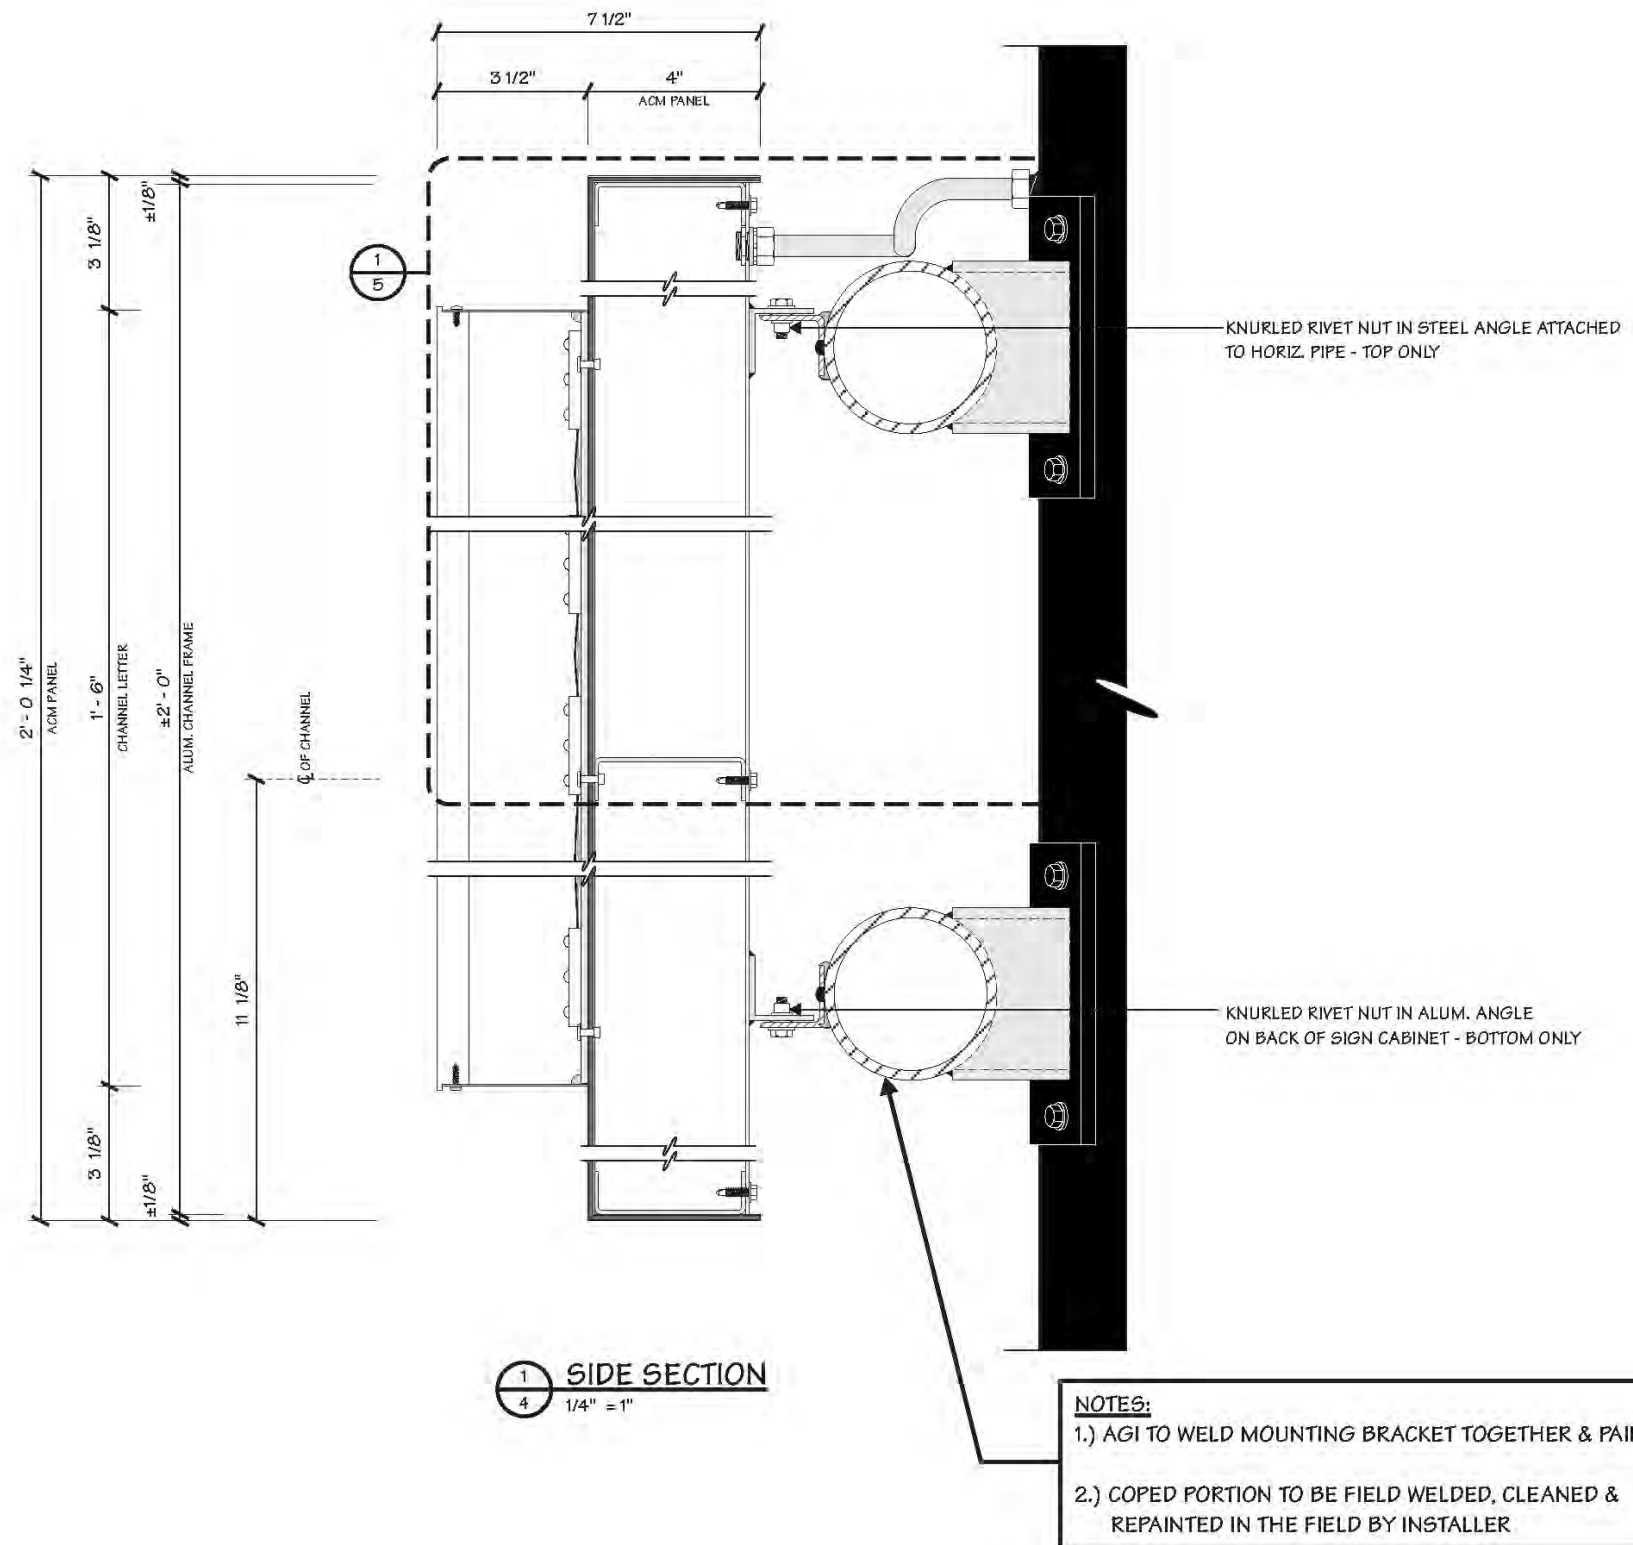 7 1/2"
3 1/2"
4"
ACM PANEL
±1/8"
3 1/8"
1
5
KNURLED RIVET NUT IN STEEL ANGLE ATTACHED
TO HORIZ. PIPE - TOP ONLY
2' - 0 1/4"
ACM PANEL
1' - 6"
CHANNEL LETTER
±2' - 0"
ALUM. CHANNEL FRAME
℄ OF CHANNEL
11 1/8"
KNURLED RIVET NUT IN ALUM. ANGLE
ON BACK OF SIGN CABINET - BOTTOM ONLY
3 1/8"
±1/8"
1
4
SIDE SECTION
1/4" = 1"
NOTES:
1.) AGI TO WELD MOUNTING BRACKET TOGETHER &
2.) COPED PORTION TO BE FIELD WELDED, CLEANED &
REPAINTED IN THE FIELD BY INSTALLER